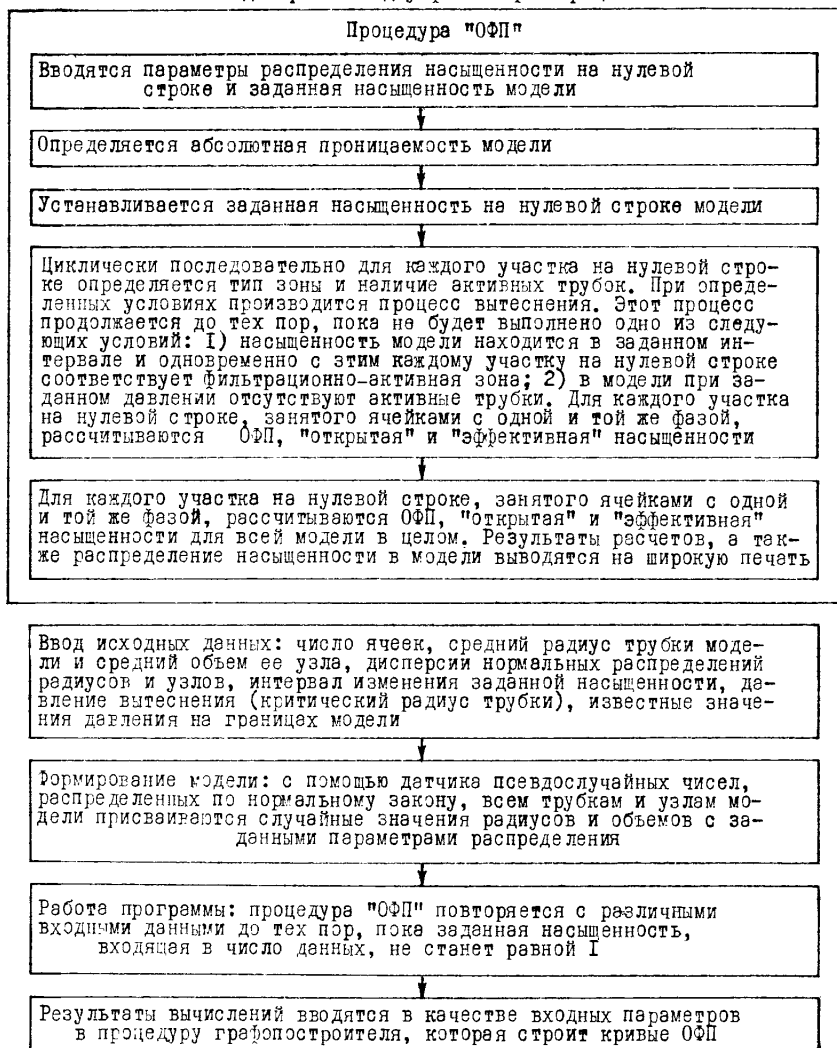 Процедура "ОФП"
Вводятся параметры распределения насыщенности на нулевой
строке и заданная насыщенность модели
Определяется абсолютная проницаемость модели
Устанавливается заданная насыщенность на нулевой строке модели
Циклически последовательно для каждого участка на нулевой стро-
ке определяется тип зоны и наличие активных трубок. При опреде-
ленных условиях производится процесс вытеснения. Этот процесс
продолжается до тех пор, пока не будет выполнено одно из следу-
ющих условий: I) насыщенность модели находится в заданном ин-
тервале и одновременно с этим каждому участку на нулевой строке
соответствует фильтрационно-активная зона; 2) в модели при за-
данном давлении отсутствуют активные трубки. Для каждого участка
на нулевой строке, занятого ячейками с одной и той же фазой,
рассчитываются ОФП, "открытая" и "эффективная" насыщенности
Для каждого участка на нулевой строке, занятого ячейками с одной
и той же фазой, рассчитываются ОФП, "открытая" и "эффективная"
насыщенности для всей модели в целом. Результаты расчетов, а так-
же распределение насыщенности в модели выводятся на широкую печать
Ввод исходных данных: число ячеек, средний радиус трубки моде-
ли и средний объем ее узла, дисперсии нормальных распределений
радиусов и узлов, интервал изменения заданной насыщенности, да-
вление вытеснения (критический радиус трубки), известные значе-
ния давления на границах модели
Формирование модели: с помощью датчика псевдослучайных чисел,
распределенных по нормальному закону, всем трубкам и узлам мо-
дели присваиваются случайные значения радиусов и объемов с за-
данными параметрами распределения
Работа программы: процедура "ОФП" повторяется с различными
входными данными до тех пор, пока заданная насыщенность,
входящая в число данных, не станет равной I
Результаты вычислений вводятся в качестве входных параметров
в процедуру графопостроителя, которая строит кривые ОФП